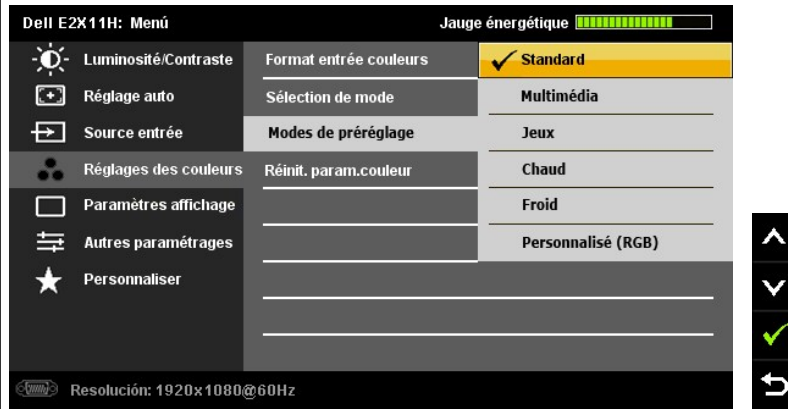 Dell E2X11H: Menú
Jauge énergétique
Luminosité/Contraste
Format entrée couleurs
Standard
Réglage auto
Sélection de mode
Multimédia
Source entrée
Modes de préréglage
Jeux
Réglages des couleurs
Réinit. param.couleur
Chaud
Paramètres affichage
Froid
Autres paramétrages
Personnalisé (RGB)
Personnaliser
Resolución: 1920x1080@60Hz